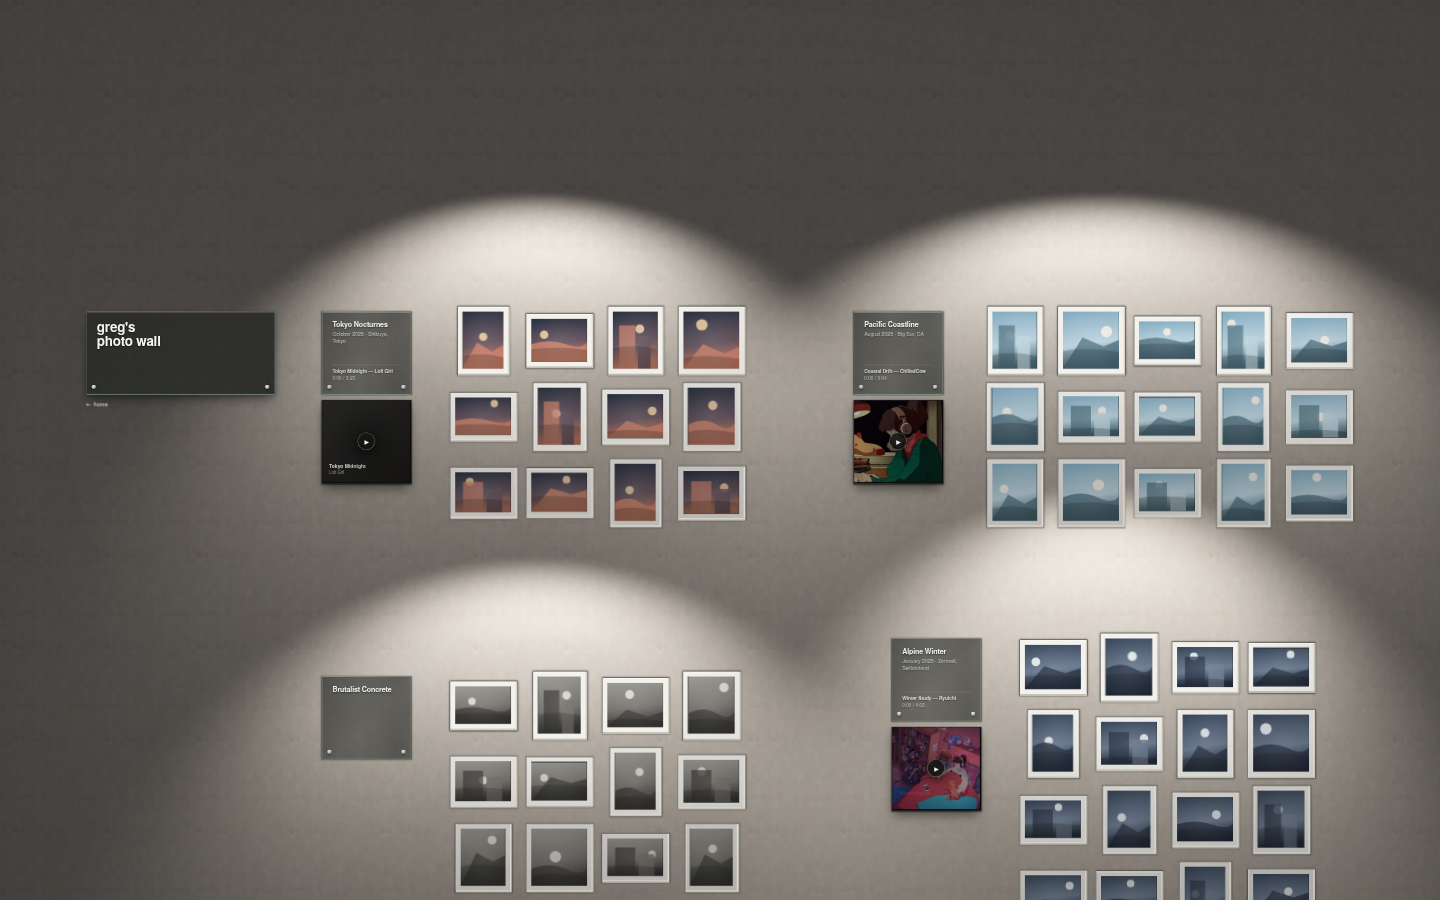 greg's
photo wall
← home
Tokyo Nocturnes
October 2025 · Shibuya,
Tokyo
Tokyo Midnight — Lofi Girl
0:00 / 3:25
Tokyo Midnight
Lofi Girl
Pacific Coastline
August 2025 · Big Sur, CA
Coastal Drift — ChilledCow
0:00 / 3:04
Brutalist Concrete
Alpine Winter
January 2025 · Zermatt,
Switzerland
Winter Study — Ryuichi
0:00 / 4:02